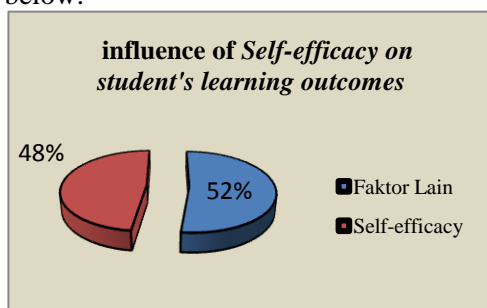 below:
influence of Self-efficacy on
student's learning outcomes
48%
52%
Faktor Lain
Self-efficacy